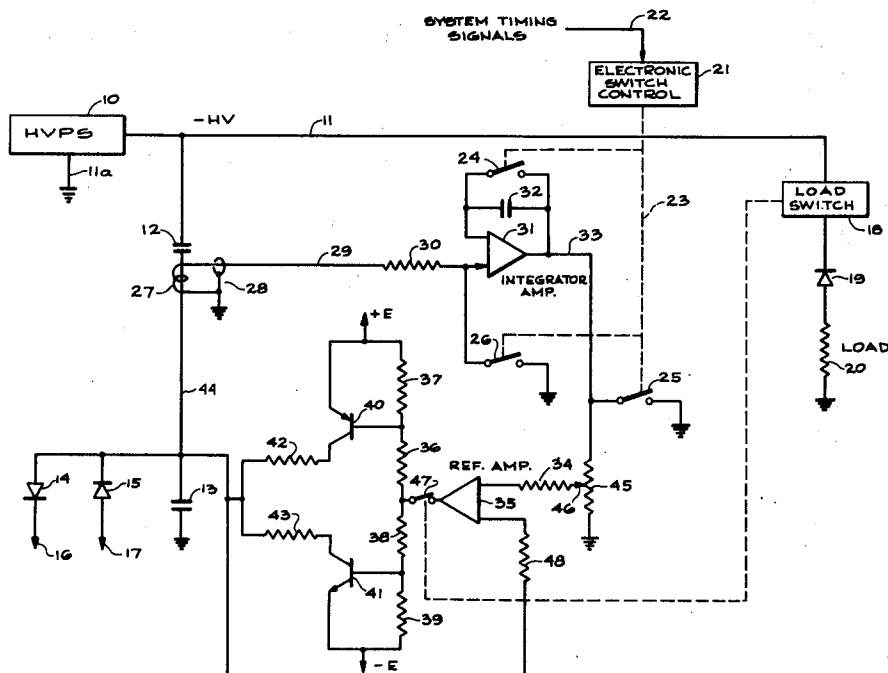 SYSTEM TIMING
SIGNALS
22
ELECTRONIC
SWITCH
CONTROL
21
10
HVPS
-HV
11
11a
24
32
23
LOAD
SWITCH
18
12
29
30
31
33
INTEGRATOR
AMP.
27
28
19
+E
26
LOAD
20
37
25
44
40
42
36
REF. AMP.
34
47
45
14
15
13
35
46
43
38
48
16
17
41
39
-E